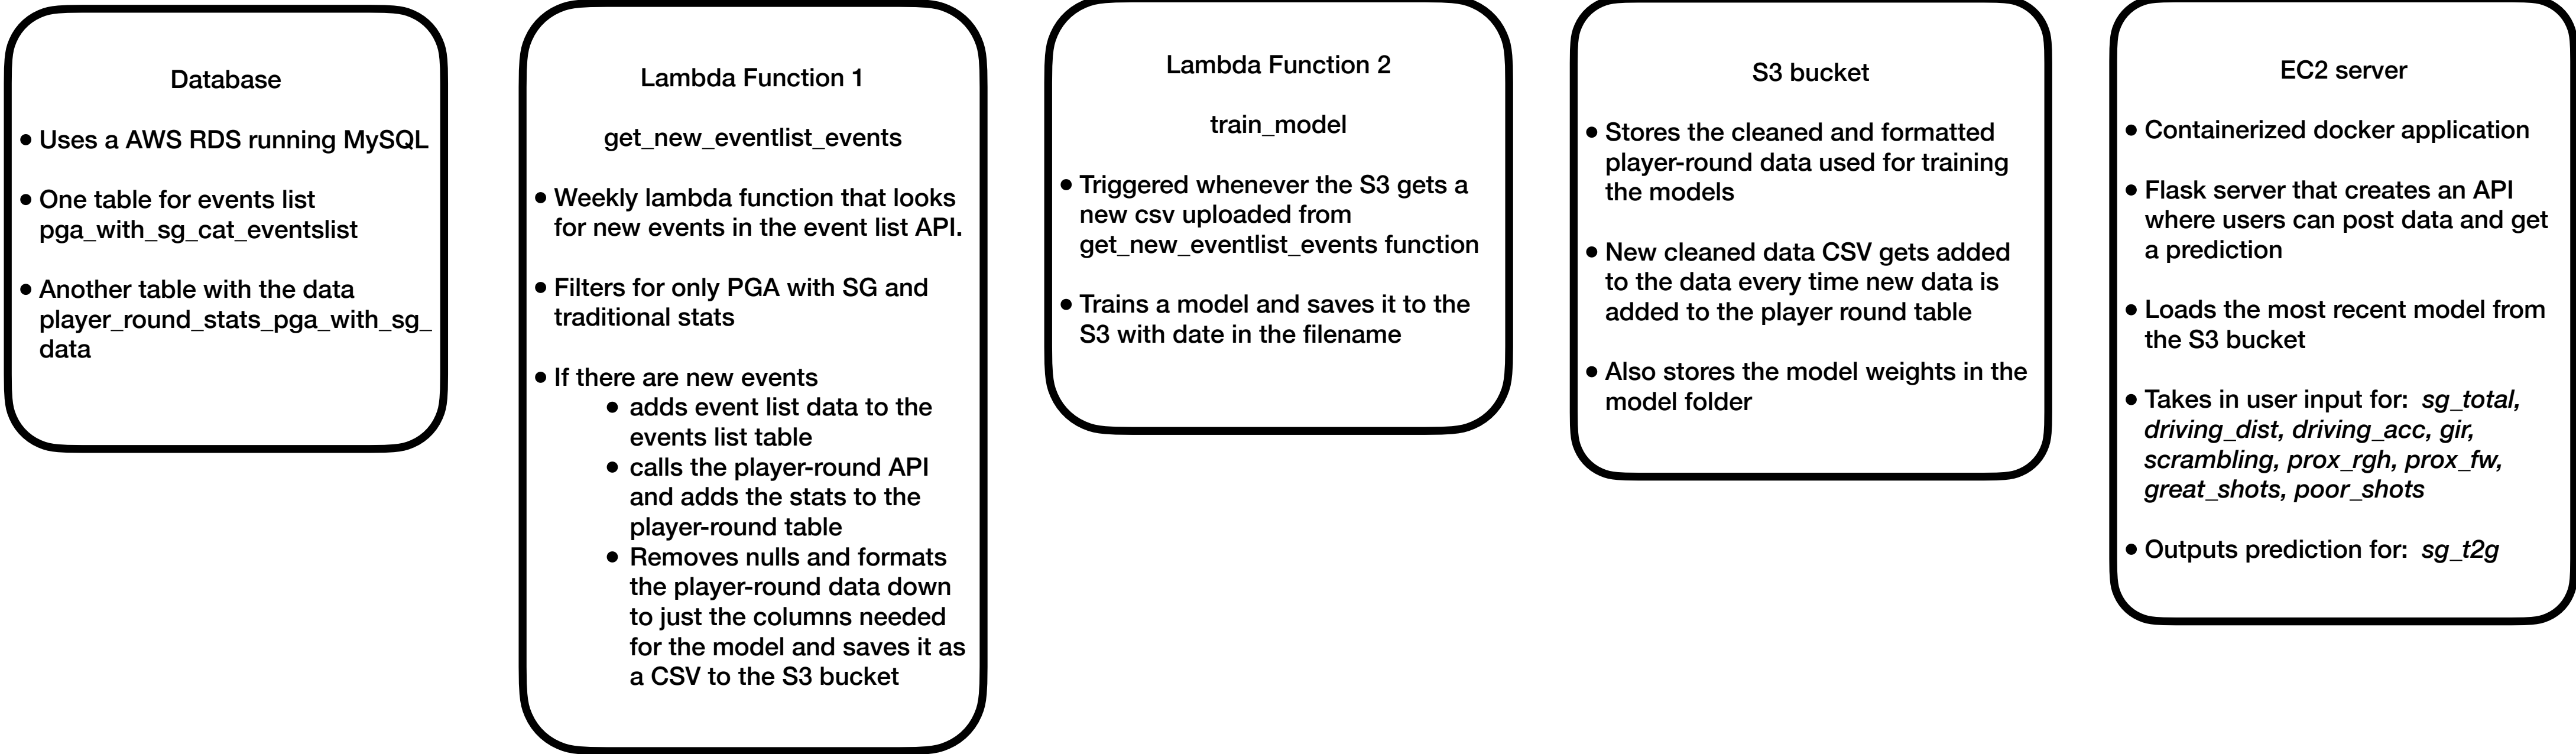 Database
• Uses a AWS RDS running MySQL
• One table for events list
pga_with_sg_cat_eventslist
• Another table with the data
player_round_stats_pga_with_sg_
data
Lambda Function 1
get_new_eventlist_events
• Weekly lambda function that looks
for new events in the event list API.
• Filters for only PGA with SG and
traditional stats
• If there are new events
• adds event list data to the
events list table
• calls the player-round API
and adds the stats to the
player-round table
• Removes nulls and formats
the player-round data down
to just the columns needed
for the model and saves it as
a CSV to the S3 bucket
Lambda Function 2
train_model
• Triggered whenever the S3 gets a
new csv uploaded from
get_new_eventlist_events function
• Trains a model and saves it to the
S3 with date in the filename
S3 bucket
• Stores the cleaned and formatted
player-round data used for training
the models
• New cleaned data CSV gets added
to the data every time new data is
added to the player round table
• Also stores the model weights in the
model folder
EC2 server
• Containerized docker application
• Flask server that creates an API
where users can post data and get
a prediction
• Loads the most recent model from
the S3 bucket
• Takes in user input for: sg_total,
driving_dist, driving_acc, gir,
scrambling, prox_rgh, prox_fw,
great_shots, poor_shots
• Outputs prediction for: sg_t2g